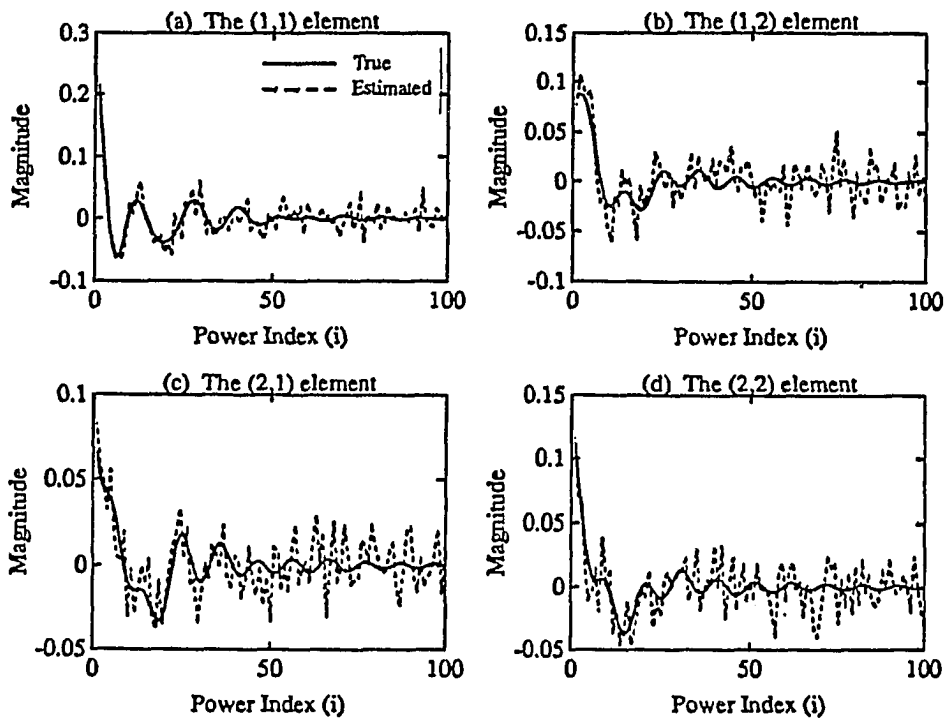 (a) The (1,1) element
0.3
0.2
0.1
0
-0.1
Magnitude
True
Estimated
0 50 100
Power Index (i)
(b) The (1,2) element
0.15
0.1
0.05
0
-0.05
-0.1
Magnitude
0 50 100
Power Index (i)
(c) The (2,1) element
0.1
0.05
0
-0.05
Magnitude
0 50 100
Power Index (i)
(d) The (2,2) element
0.15
0.1
0.05
0
-0.05
Magnitude
0 50 100
Power Index (i)